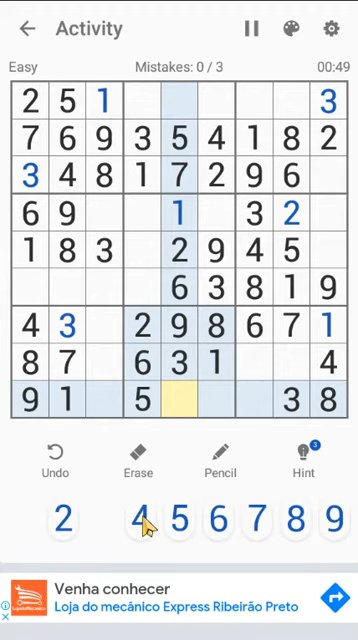 Activity
Easy Mistakes: 0 / 3 00:49
2 5 1 3
7 6 9 3 5 4 1 8 2
3 4 8 1 7 2 9 6
6 9 1 3 2
1 8 3 2 9 4 5
6 3 8 1 9
4 3 2 9 8 6 7 1
8 7 6 3 1 4
9 1 5 3 8
3
Undo Erase Pencil Hint
2 4 5 6 7 8 9
Venha conhecer
Loja do mecânico Express Ribeirão Preto